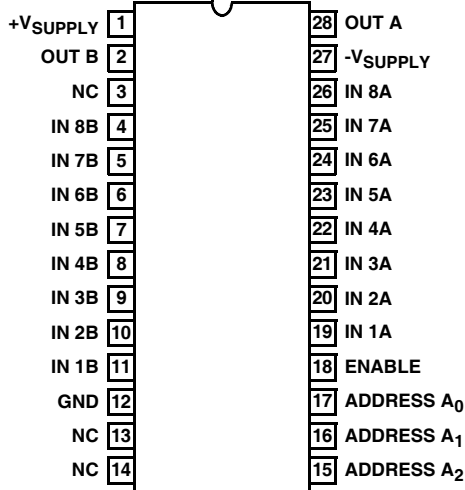 +VSUPPLY 1 28 OUT A
OUT B 2 27 -VSUPPLY
NC 3 26 IN 8A
IN 8B 4 25 IN 7A
IN 7B 5 24 IN 6A
IN 6B 6 23 IN 5A
IN 5B 7 22 IN 4A
IN 4B 8 21 IN 3A
IN 3B 9 20 IN 2A
IN 2B 10 19 IN 1A
IN 1B 11 18 ENABLE
GND 12 17 ADDRESS A0
NC 13 16 ADDRESS A1
NC 14 15 ADDRESS A2